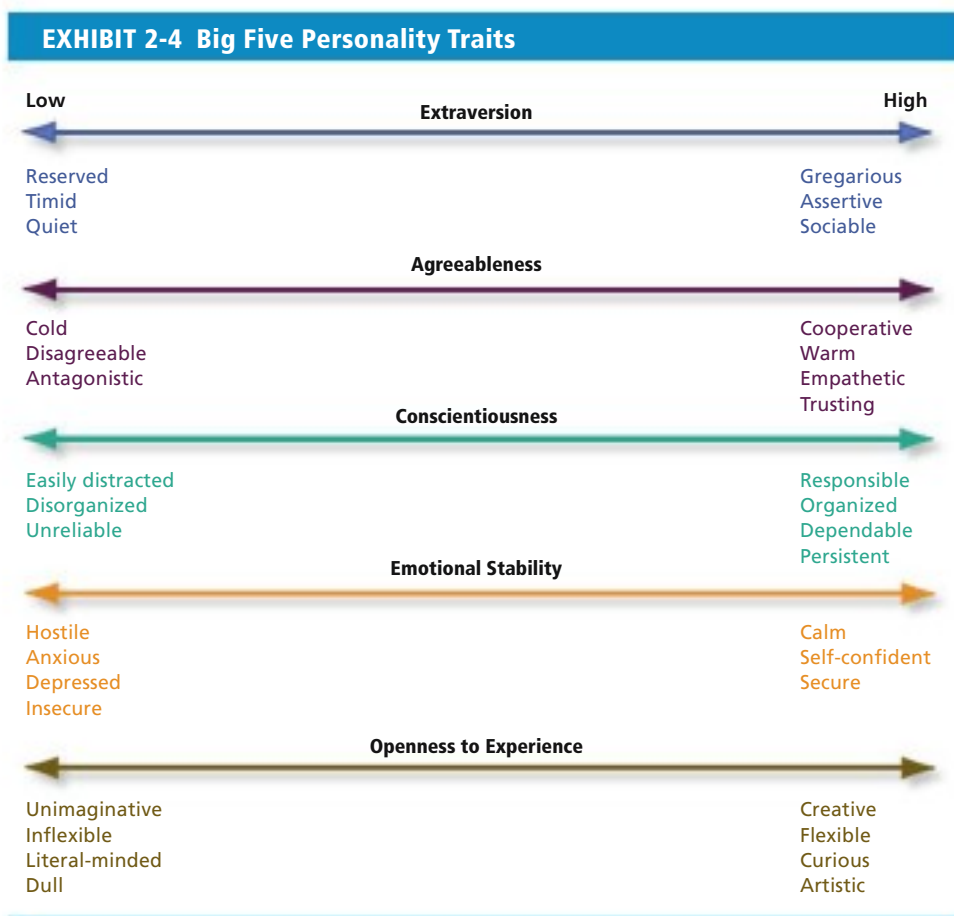 EXHIBIT 2-4 Big Five Personality Traits
Low
Extraversion
High
Reserved
Timid
Quiet
Gregarious
Assertive
Sociable
Agreeableness
Cold
Disagreeable
Antagonistic
Cooperative
Warm
Empathetic
Trusting
Conscientiousness
Easily distracted
Disorganized
Unreliable
Responsible
Organized
Dependable
Persistent
Emotional Stability
Hostile
Anxious
Depressed
Insecure
Calm
Self-confident
Secure
Openness to Experience
Unimaginative
Inflexible
Literal-minded
Dull
Creative
Flexible
Curious
Artistic